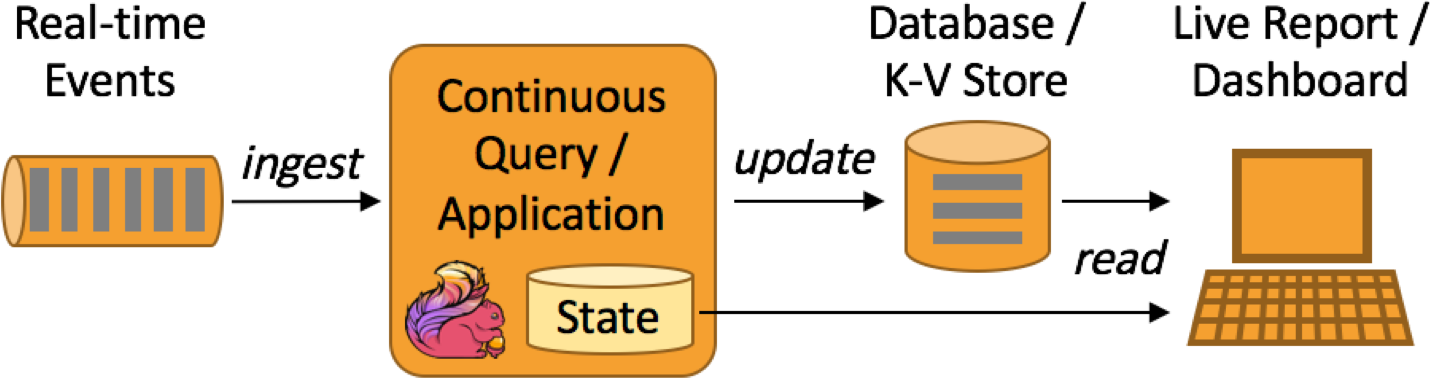 Real-time
Events
ingest
Continuous
Query /
Application
State
update
Database /
K-V Store
read
Live Report /
Dashboard